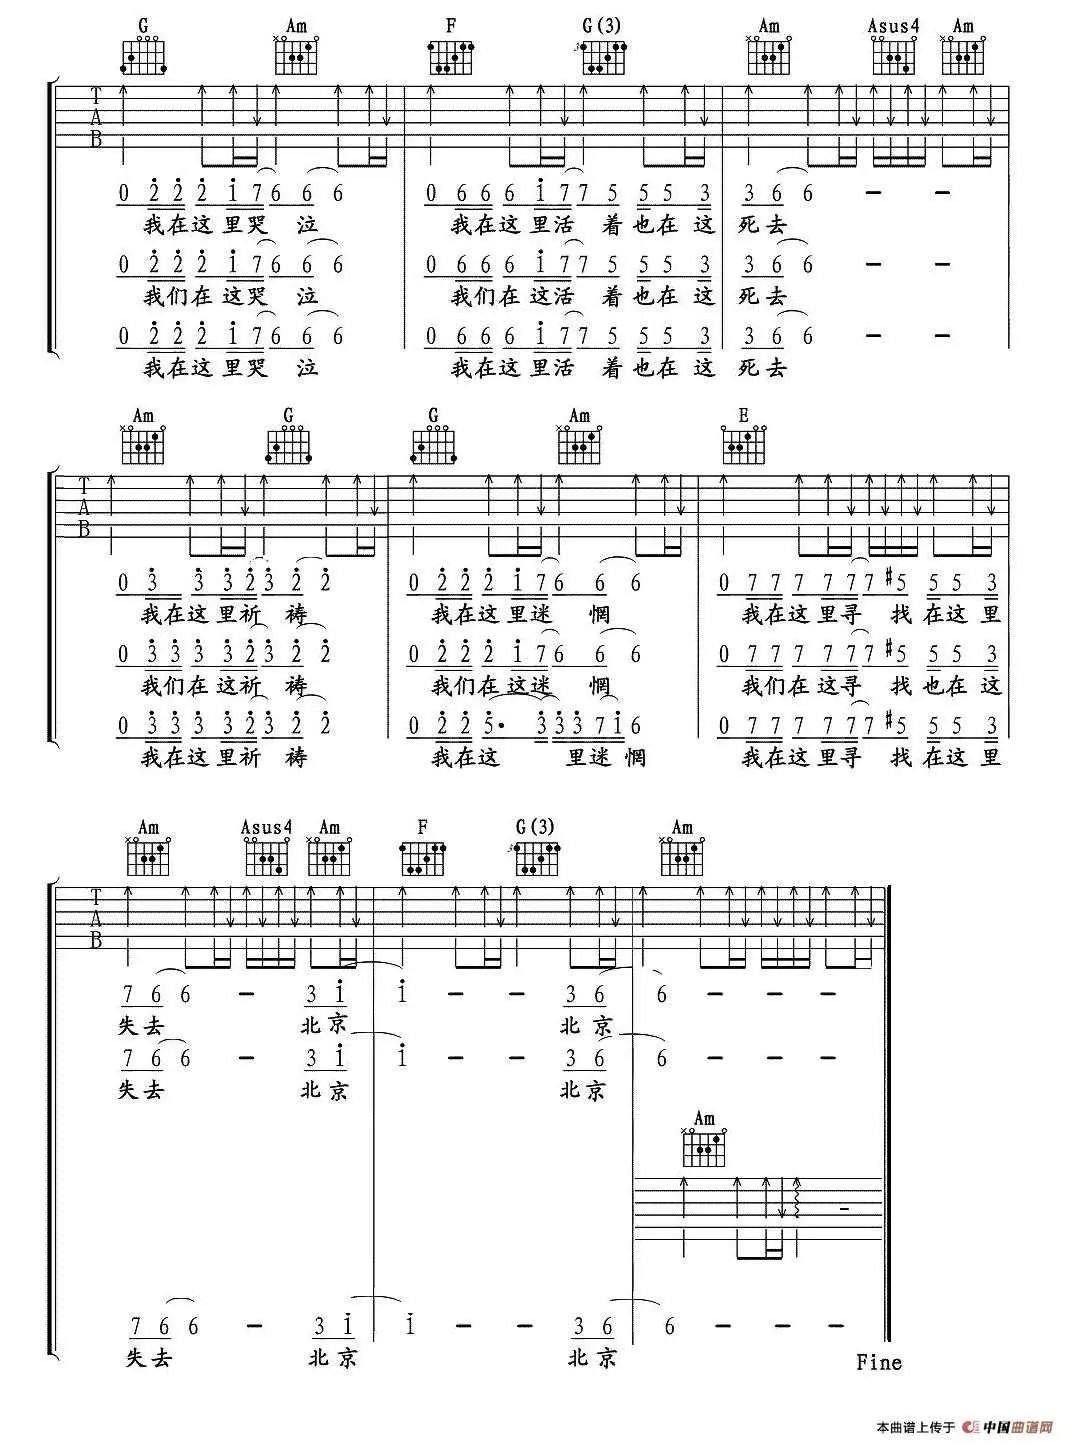 G Am F G(3) Am Asus4 Am
T
A
B
0 2 2 2 1 7 6 6 6 0 6 6 6 1 7 7 5 5 5 3 3 6 6 – –
我在这里哭 泣 我在这里活 着也在这 死去
0 2 2 2 1 7 6 6 6 0 6 6 6 1 7 7 5 5 5 3 3 6 6 – –
我们在这哭 泣 我们在这活 着也在这 死去
0 2 2 2 1 7 6 6 6 0 6 6 6 1 7 7 5 5 5 3 3 6 6 – –
我在这里哭 泣 我在这里活 着也在这 死去
Am G G Am E
T
A
B
0 3 3 3 2 3 2 2 0 2 2 2 1 7 6 6 6 0 7 7 7 7 7 7 #5 5 5 3
我在这里祈 祷 我在这里迷 惘 我在这里寻 找在这里
0 3 3 3 3 2 3 2 2 0 2 2 2 1 7 6 6 6 0 7 7 7 7 7 7 #5 5 5 3
我们在这祈 祷 我们在这迷 惘 我们在这寻 找也在这
0 3 3 3 3 2 3 2 2 0 2 2 5· 3 3 3 7 1 6 0 7 7 7 7 7 7 #5 5 5 3
我在这里祈 祷 我在这 里迷惘 我在这里寻 找在这里
Am Asus4 Am F G(3) Am
T
A
B
7 6 6 – 3 1 1 – – 3 6 6 – – –
失去 北京 北京
7 6 6 – 3 1 1 – – 3 6 6 – – –
失去 北京 北京
Am
7 6 6 – 3 1 1 – – 3 6 6 –
失去 北京 北京
Fine
本曲谱上传于 中国曲谱网